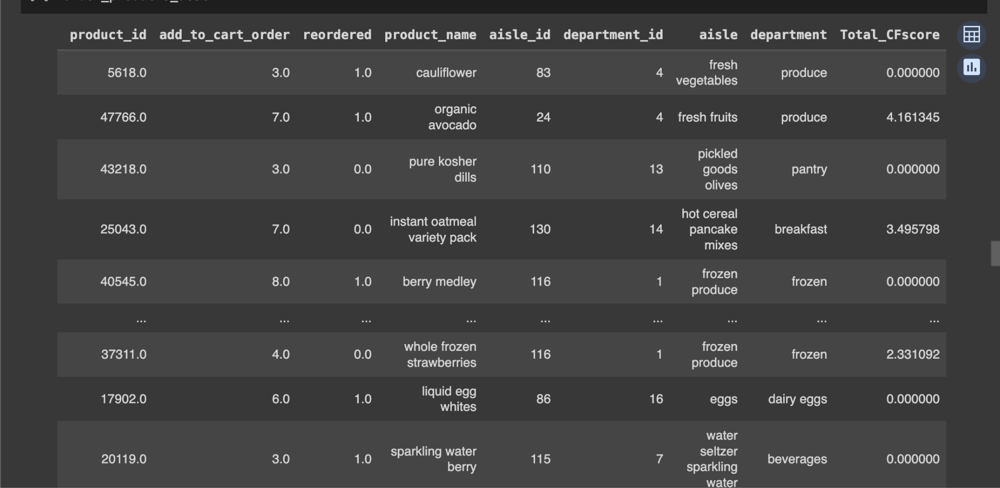 product_id add_to_cart_order reordered product_name aisle_id department_id aisle department Total_CFscore
5618.0 3.0 1.0 cauliflower 83 4 fresh vegetables produce 0.000000
47766.0 7.0 1.0 organic avocado 24 4 fresh fruits produce 4.161345
43218.0 3.0 0.0 pure kosher dills 110 13 pickled goods olives pantry 0.000000
25043.0 7.0 0.0 instant oatmeal variety pack 130 14 hot cereal pancake mixes breakfast 3.495798
40545.0 8.0 1.0 berry medley 116 1 frozen produce frozen 0.000000
... ... ... ... ... ... ... ... ...
37311.0 4.0 0.0 whole frozen strawberries 116 1 frozen produce frozen 2.331092
17902.0 6.0 1.0 liquid egg whites 86 16 eggs dairy eggs 0.000000
20119.0 3.0 1.0 sparkling water berry 115 7 water seltzer sparkling water beverages 0.000000